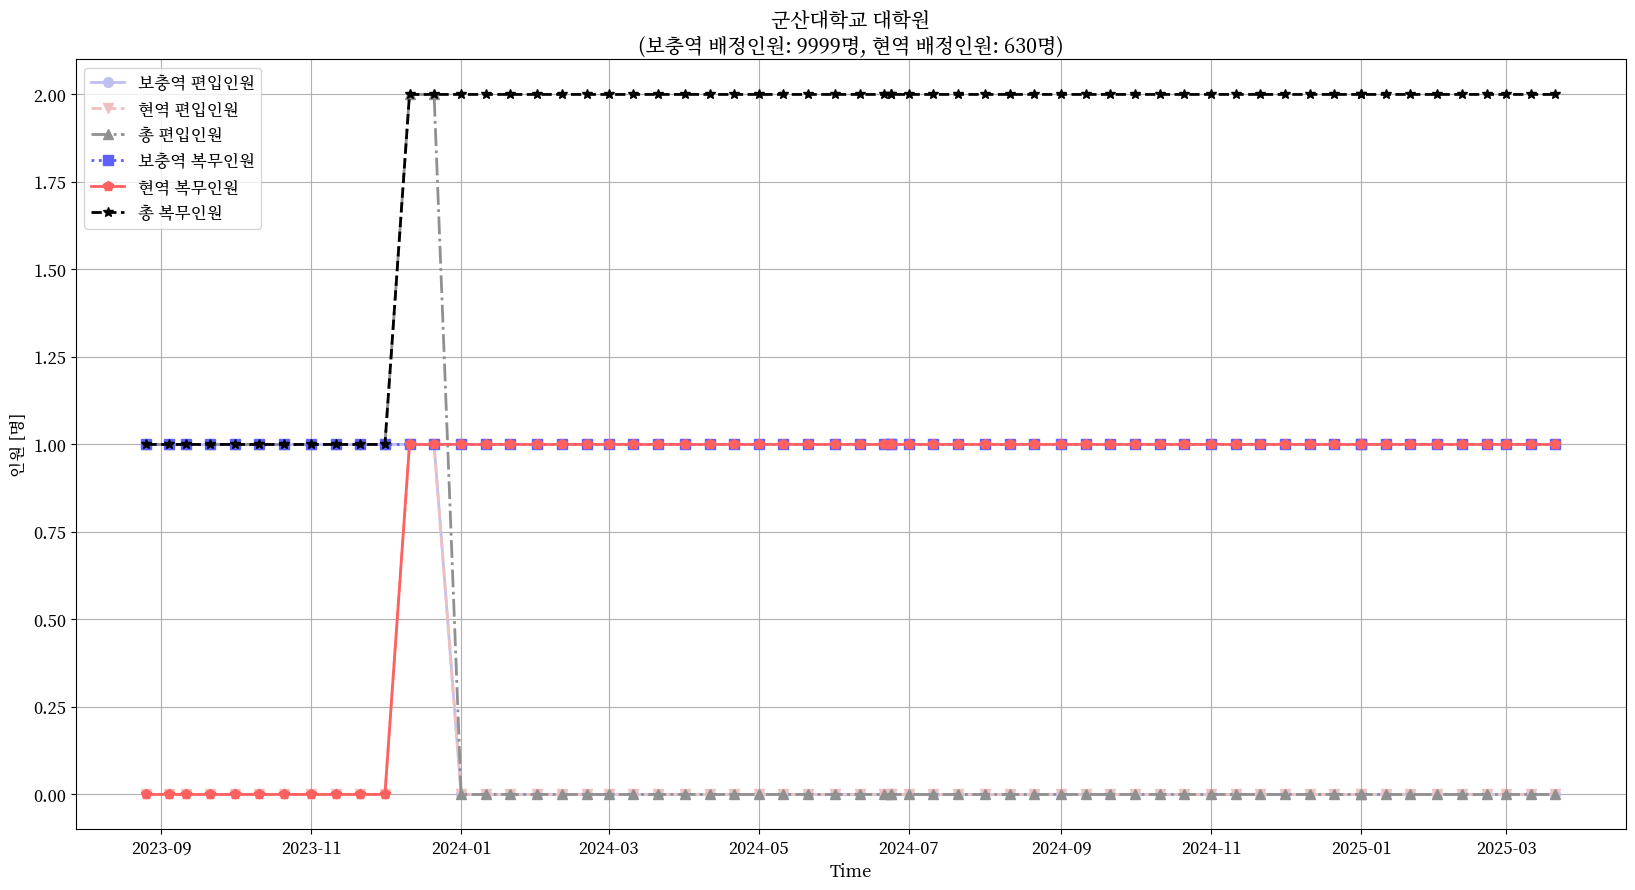 군산대학교 대학원
(보충역 배정인원: 9999명, 현역 배정인원: 630명)
보충역 편입인원
현역 편입인원
총 편입인원
보충역 복무인원
현역 복무인원
총 복무인원
2.00
1.75
1.50
1.25
1.00
0.75
0.50
0.25
0.00
인원 [명]
2023-09 2023-11 2024-01 2024-03 2024-05 2024-07 2024-09 2024-11 2025-01 2025-03
Time